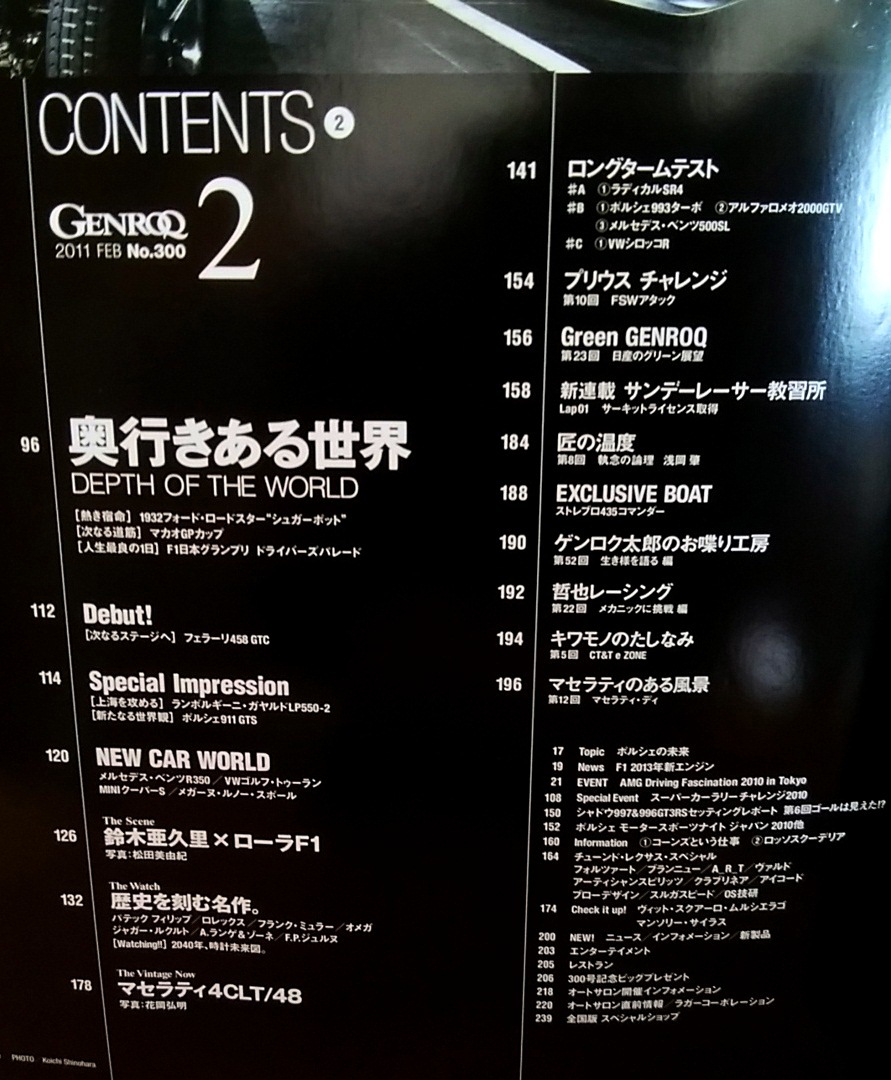 CONTENTS 2
GENROQ 2
2011 FEB No.300
96 奥行きある世界
DEPTH OF THE WORLD
[熱き宿命] 1932フォード・ロードスター"シュガーポット"
[次なる道筋] マカオGPカップ
[人生最良の1日] F1日本グランプリ ドライバーズパレード
112 Debut!
[次なるステージへ] フェラーリ458 GTC
114 Special Impression
[上海を攻める] ランボルギーニ・ガヤルドLP550-2
[新たなる世界観] ポルシェ911 GTS
120 NEW CAR WORLD
メルセデス・ベンツR350/VWゴルフ・トゥーラン
MINIクーパーS/メガーヌ・ルノー・スポール
The Scene
126 鈴木亜久里×ローラF1
写真:松田美由紀
The Watch
132 歴史を刻む名作。
パテック フィリップ/ロレックス/フランク・ミュラー/オメガ
ジャガー・ルクルト/A.ランゲ&ゾーネ/F.P.ジュルヌ
[Watching!!] 2040年、時計未来図。
The Vintage Now
178 マセラティ4CLT/48
写真:花岡弘明
PHOTO Koichi Shinohara
141 ロングタームテスト
#A ①ラディカルSR4
#B ①ポルシェ993ターボ ②アルファロメオ2000GTV
③メルセデス・ベンツ500SL
#C ①VWシロッコR
154 プリウス チャレンジ
第10回 FSWアタック
156 Green GENROQ
第23回 日産のグリーン展望
158 新連載 サンデーレーサー教習所
Lap01 サーキットライセンス取得
184 匠の温度
第8回 執念の論理 浅岡 肇
188 EXCLUSIVE BOAT
ストレブロ435コマンダー
190 ゲンロク太郎のお喋り工房
第52回 生き様を語る 編
192 哲也レーシング
第22回 メカニックに挑戦 編
194 キワモノのたしなみ
第5回 CT&T e ZONE
196 マセラティのある風景
第12回 マセラティ・ディ
17 Topic ポルシェの未来
19 News F1 2013年新エンジン
21 EVENT AMG Driving Fascination 2010 in Tokyo
108 Special Event スーパーカーラリーチャレンジ2010
150 シャドウ997&996GT3RSセッティングレポート 第6回ゴールは見えた!?
152 ポルシェ モータースポーツナイト ジャパン 2010他
160 Information ①コーンズという仕事 ②ロッソスクーデリア
164 チューンド・レクサス・スペシャル
フォルツァート/ブランニュー/A_R_T/ヴァルド
アーティシャンスピリッツ/クラブリネア/アイコード
ブローデザイン/スルガスピード/OS技研
174 Check it up! ヴィット・スクアーロ・ムルシエラゴ
マンソリー・サイラス
200 NEW! ニュース/インフォメーション/新製品
203 エンターテイメント
205 レストラン
206 300号記念ビッグプレゼント
218 オートサロン開催インフォメーション
220 オートサロン直前情報/ラガーコーポレーション
239 全国版 スペシャルショップ